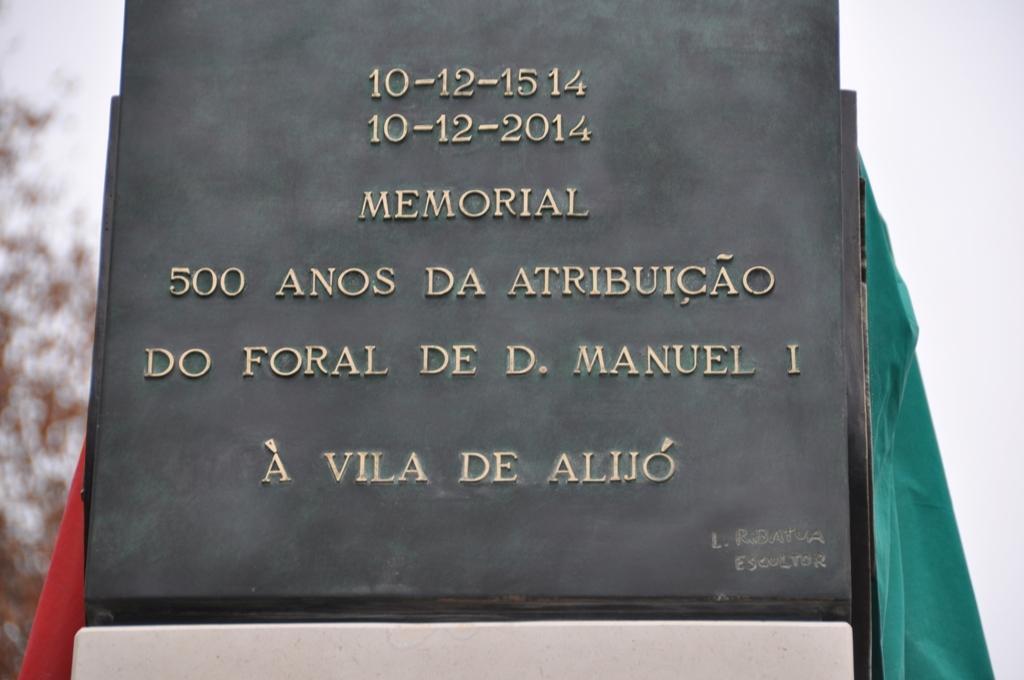 10-12-1514
10-12-2014
MEMORIAL
500 ANOS DA ATRIBUIÇÃO
DO FORAL DE D. MANUEL I
À VILA DE ALIJÓ
L. RIBATUA
ESCULTOR